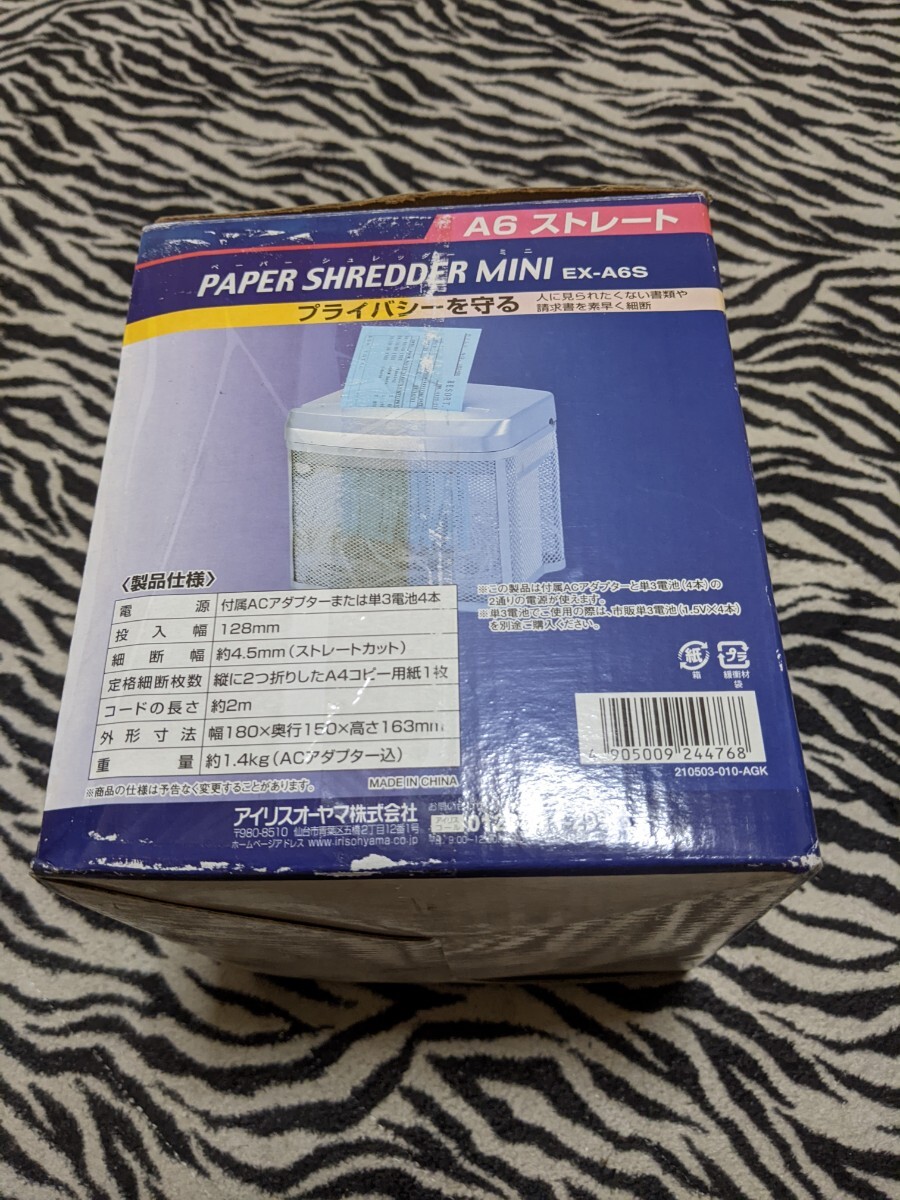 A6 ストレート
ペーパーシュレッダー ミニ
PAPER SHREDDER MINI EX-A6S
プライバシーを守る
人に見られたくない書類や
請求書を素早く細断
〈製品仕様〉
電源 付属ACアダプターまたは単3電池4本
投入幅 128mm
細断幅 約4.5mm(ストレートカット)
定格細断枚数 縦に2つ折りしたA4コピー用紙1枚
コードの長さ 約2m
外形寸法 幅180×奥行150×高さ163mm
重量 約1.4kg(ACアダプター込)
※商品の仕様は予告なく変更することがあります。
MADE IN CHINA
※この製品は付属ACアダプターと単3電池(4本)の
2通りの電源が使えます。
※単3電池でご使用の際は、市販単3電池(1.5V×4本)
を別途ご購入ください。
紙
箱
プラ
緩衝材
袋
4 905009 244768
210503-010-AGK
アイリスオーヤマ株式会社
〒980-8510 仙台市青葉区五橋2丁目12番1号
ホームページアドレス www.irisohyama.co.jp
お問い
アイリス
コール